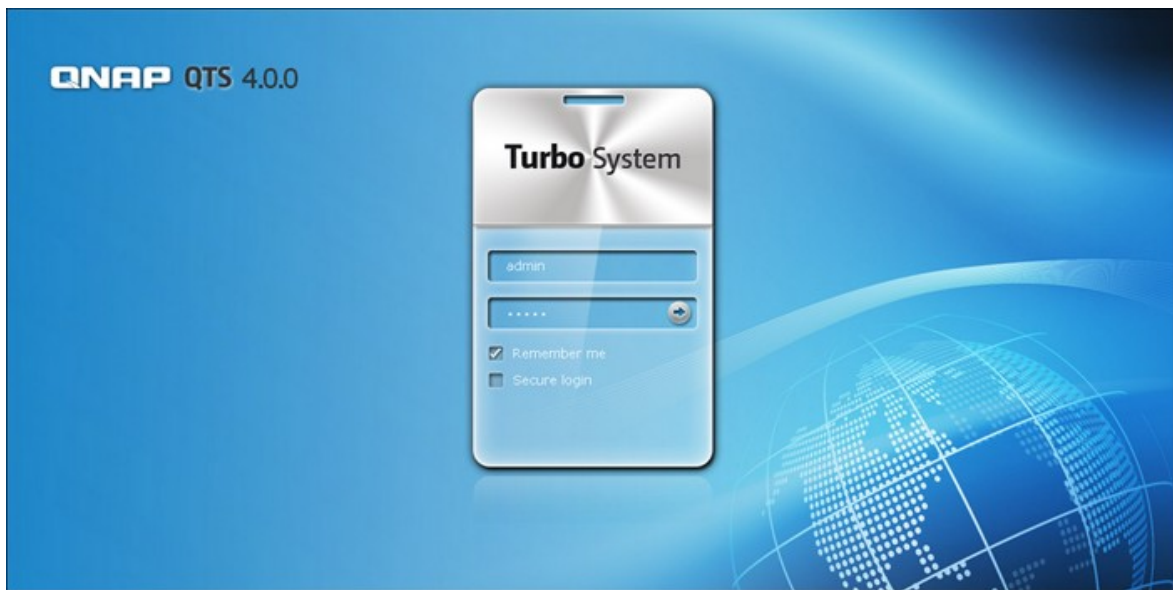 QNAP QTS 4.0.0
Turbo System
admin
•••••
Remember me
Secure login